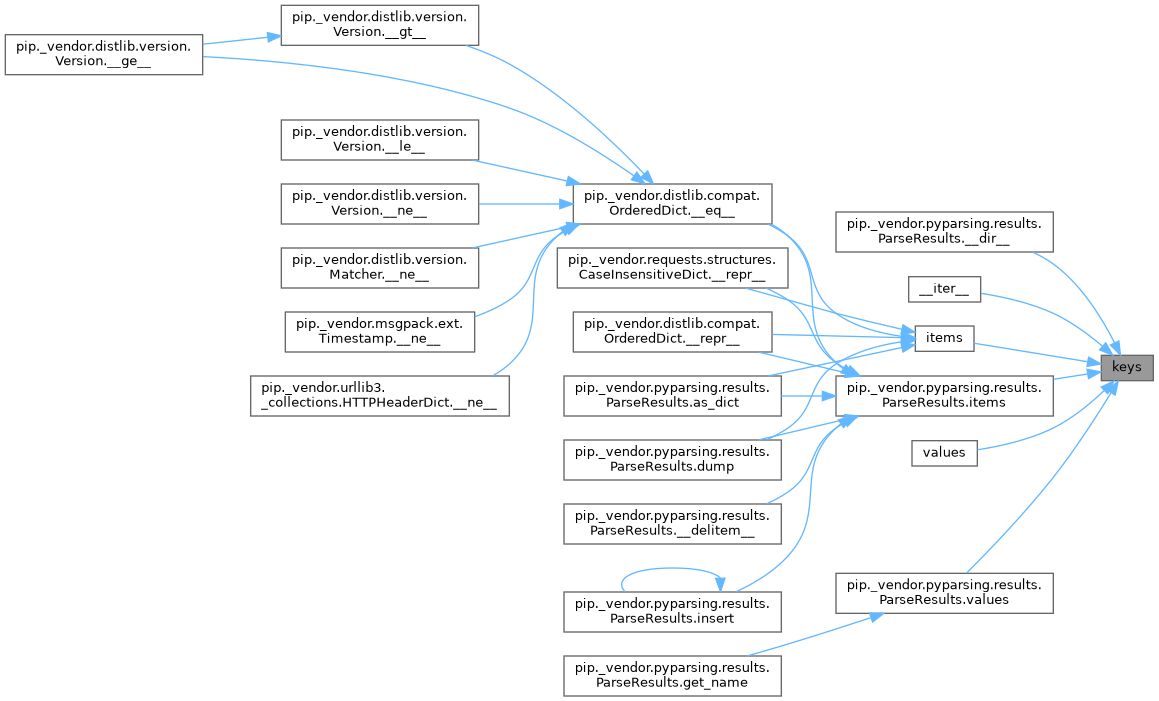 pip._vendor.distlib.version.
Version.__ge__
pip._vendor.distlib.version.
Version.__gt__
pip._vendor.distlib.version.
Version.__le__
pip._vendor.distlib.version.
Version.__ne__
pip._vendor.distlib.version.
Matcher.__ne__
pip._vendor.msgpack.ext.
Timestamp.__ne__
pip._vendor.urllib3.
_collections.HTTPHeaderDict.__ne__
pip._vendor.distlib.compat.
OrderedDict.__eq__
pip._vendor.requests.structures.
CaseInsensitiveDict.__repr__
pip._vendor.distlib.compat.
OrderedDict.__repr__
pip._vendor.pyparsing.results.
ParseResults.as_dict
pip._vendor.pyparsing.results.
ParseResults.dump
pip._vendor.pyparsing.results.
ParseResults.__delitem__
pip._vendor.pyparsing.results.
ParseResults.insert
pip._vendor.pyparsing.results.
ParseResults.get_name
pip._vendor.pyparsing.results.
ParseResults.__dir__
__iter__
items
pip._vendor.pyparsing.results.
ParseResults.items
values
pip._vendor.pyparsing.results.
ParseResults.values
keys